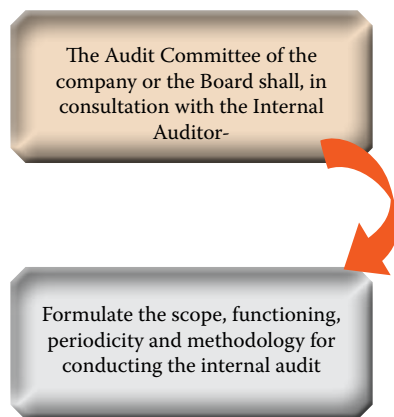 The Audit Committee of the
company or the Board shall, in
consultation with the Internal
Auditor-
Formulate the scope, functioning,
periodicity and methodology for
conducting the internal audit